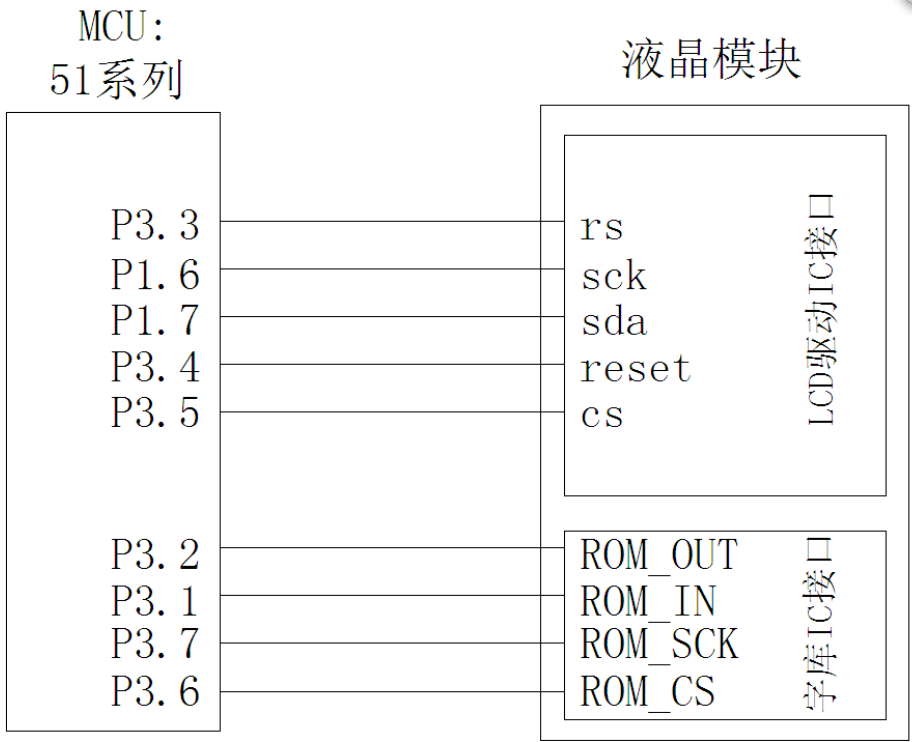 MCU:
51系列
液晶模块
P3.3
rs
P1.6
sck
P1.7
sda
P3.4
reset
P3.5
cs
LCD驱动IC接口
P3.2
ROM_OUT
P3.1
ROM_IN
P3.7
ROM_SCK
P3.6
ROM_CS
字库IC接口